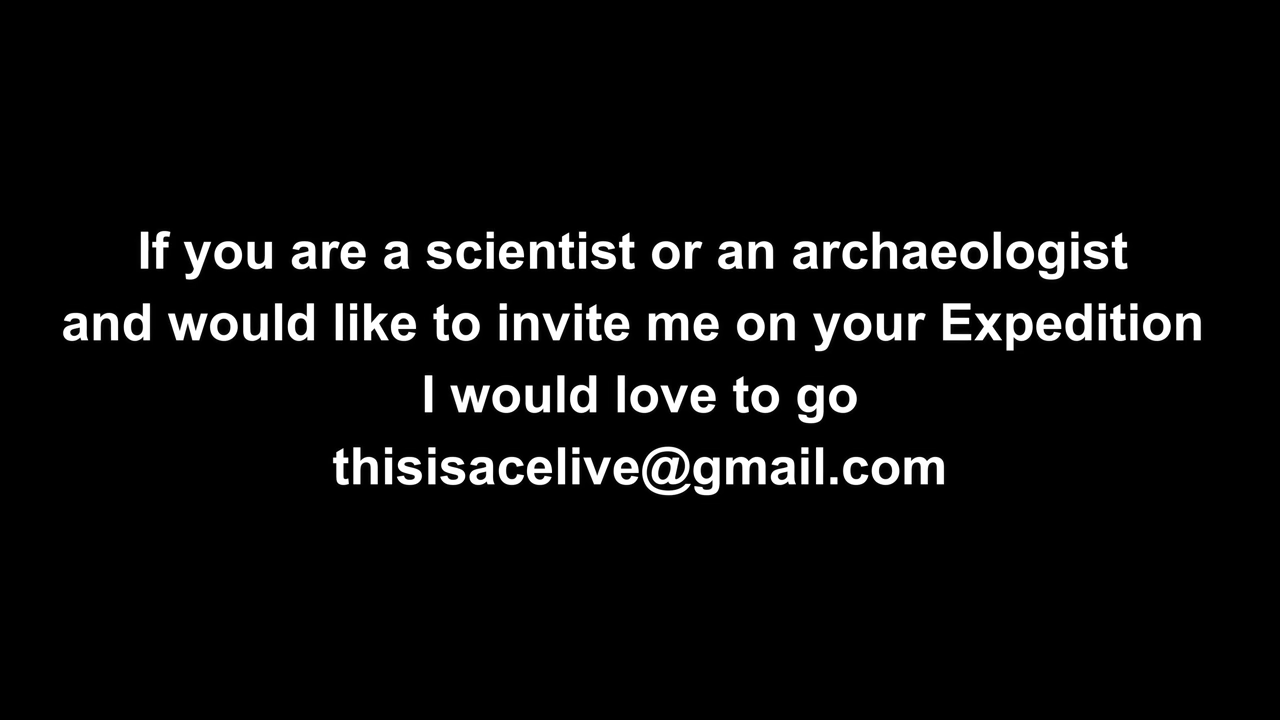 If you are a scientist or an archaeologist
and would like to invite me on your Expedition
I would love to go
thisisacelive@gmail.com